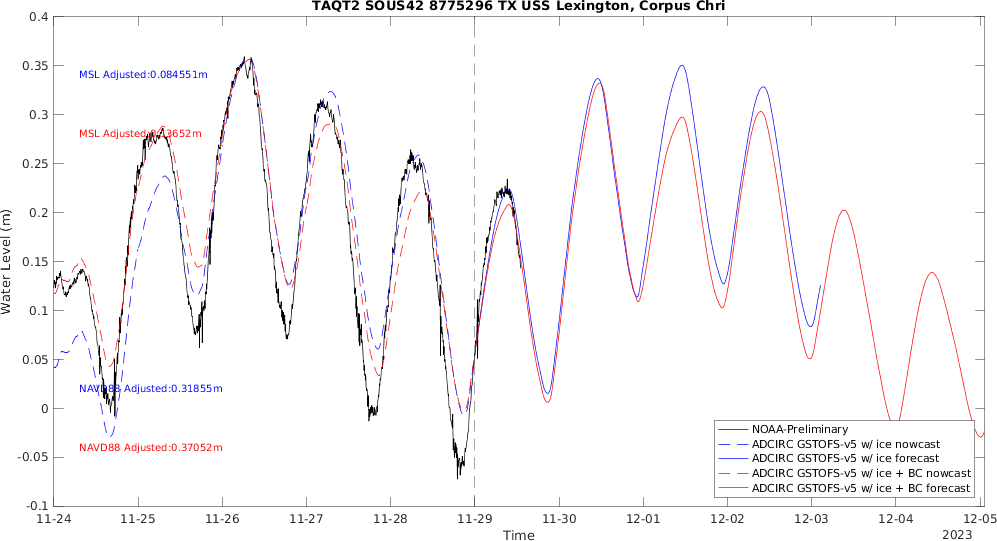 TAQT2 SOUS42 8775296 TX USS Lexington, Corpus Chri
0.4
0.35
0.3
0.25
0.2
0.15
0.1
0.05
0
-0.05
-0.1
Water Level (m)
MSL Adjusted:0.084551m
MSL Adjusted:0.13652m
NAVD88 Adjusted:0.31855m
NAVD88 Adjusted:0.37052m
NOAA-Preliminary
ADCIRC GSTOFS-v5 w/ ice nowcast
ADCIRC GSTOFS-v5 w/ ice forecast
ADCIRC GSTOFS-v5 w/ ice + BC nowcast
ADCIRC GSTOFS-v5 w/ ice + BC forecast
11-24 11-25 11-26 11-27 11-28 11-29 11-30 12-01 12-02 12-03 12-04 12-05
Time
2023